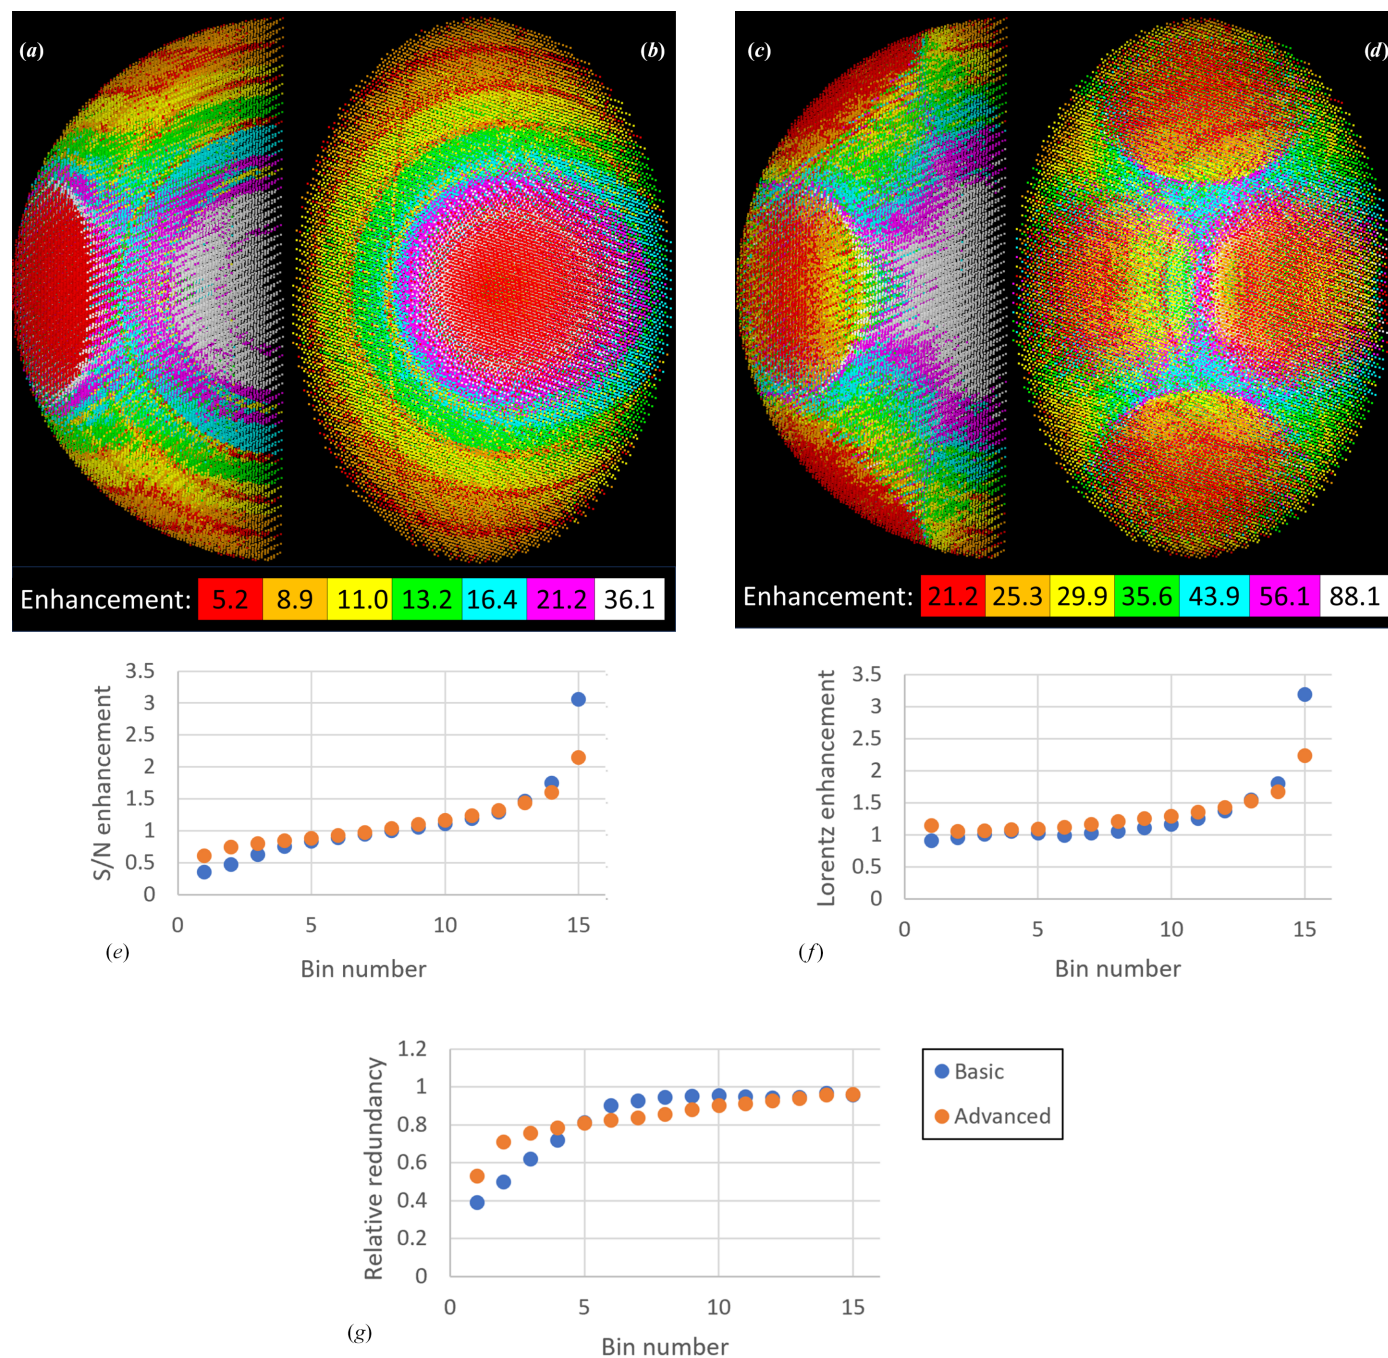 (a) (b) (c) (d)
Enhancement: 5.2 8.9 11.0 13.2 16.4 21.2 36.1
Enhancement: 21.2 25.3 29.9 35.6 43.9 56.1 88.1
S/N enhancement
3.5
3
2.5
2
1.5
1
0.5
0
0 5 10 15
(e)
Bin number
Lorentz enhancement
3.5
3
2.5
2
1.5
1
0.5
0
0 5 10 15
(f)
Bin number
Relative redundancy
1.2
1
0.8
0.6
0.4
0.2
0
0 5 10 15
(g)
Bin number
Basic
Advanced